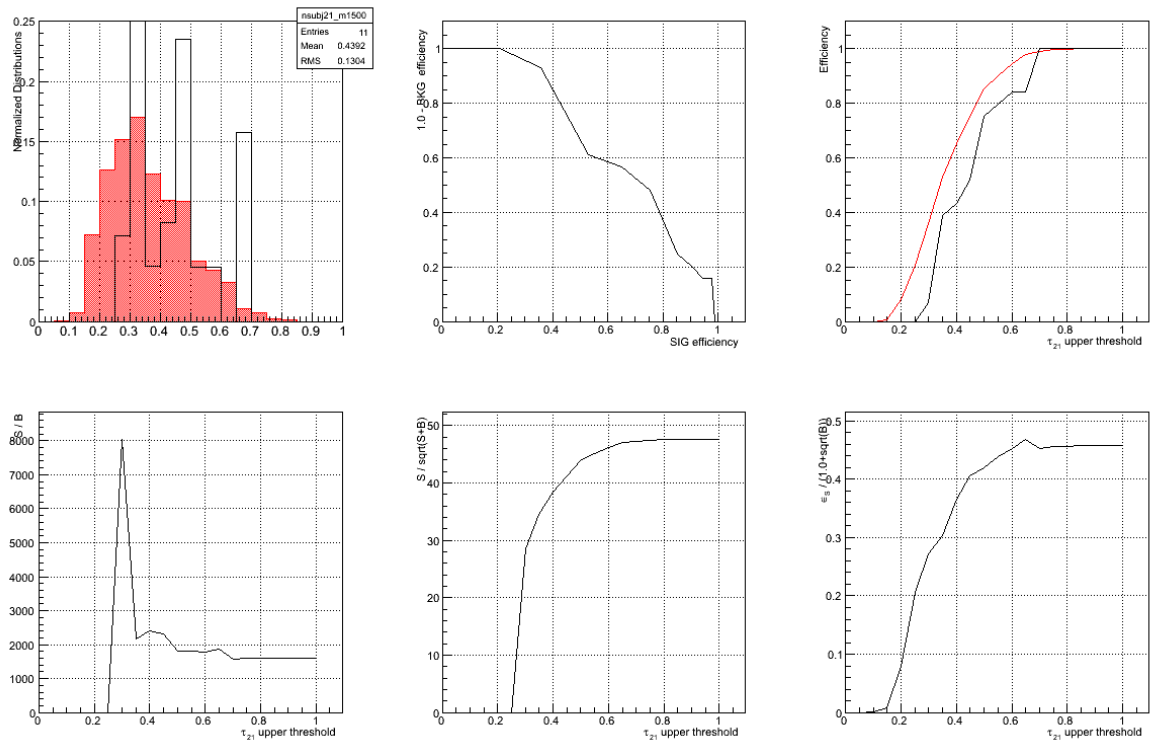 nsubj21_m1500
Entries 11
Mean 0.4392
RMS 0.1304
Normalized Distributions
0.25
0.2
0.15
0.1
0.05
0
0 0.1 0.2 0.3 0.4 0.5 0.6 0.7 0.8 0.9 1
1.0 - BKG efficiency
1
0.8
0.6
0.4
0.2
0
0 0.2 0.4 0.6 0.8 1
SIG efficiency
Efficiency
1
0.8
0.6
0.4
0.2
0
0 0.2 0.4 0.6 0.8 1
τ21 upper threshold
S / B
8000
7000
6000
5000
4000
3000
2000
1000
0
0 0.2 0.4 0.6 0.8 1
τ21 upper threshold
S / sqrt(S+B)
50
40
30
20
10
0
0 0.2 0.4 0.6 0.8 1
τ21 upper threshold
εS / (1.0+sqrt(B))
0.5
0.4
0.3
0.2
0.1
0
0 0.2 0.4 0.6 0.8 1
τ21 upper threshold